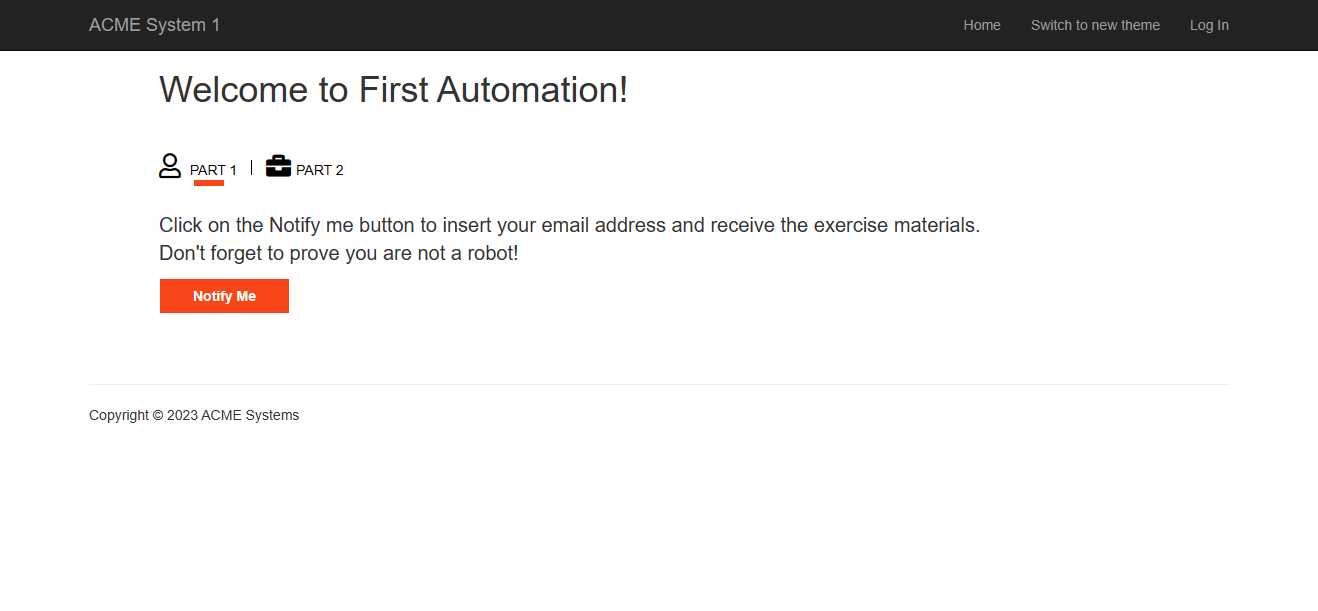 ACME System 1
Home
Switch to new theme
Log In
Welcome to First Automation!
PART 1
PART 2
Click on the Notify me button to insert your email address and receive the exercise materials.
Don't forget to prove you are not a robot!
Notify Me
Copyright © 2023 ACME Systems